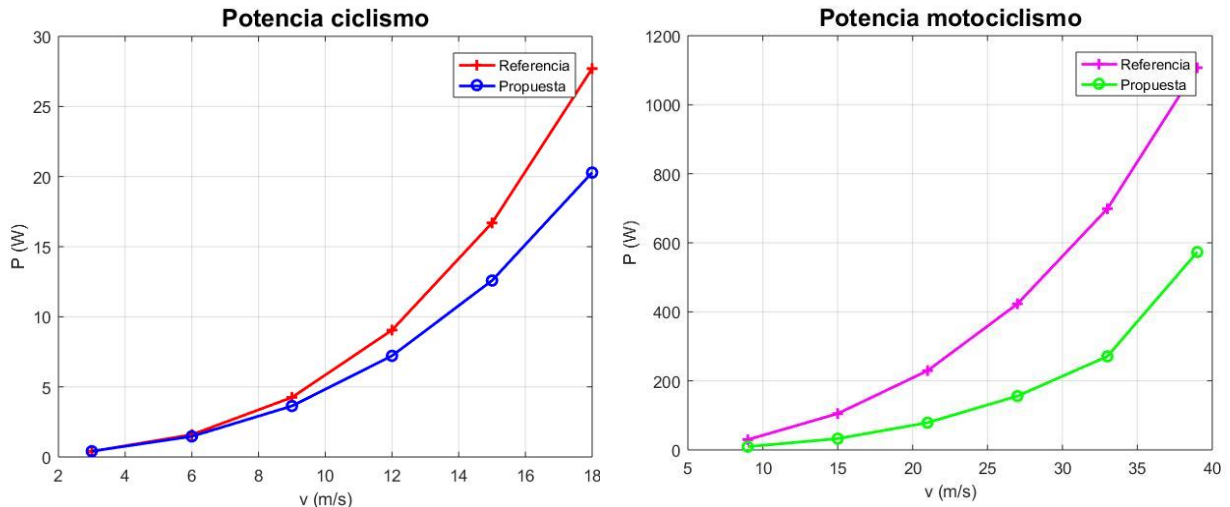 Potencia ciclismo
30
25
20
15
10
5
0
P (W)
Referencia
Propuesta
2 4 6 8 10 12 14 16 18
v (m/s)
Potencia motociclismo
1200
1000
800
600
400
200
0
P (W)
Referencia
Propuesta
5 10 15 20 25 30 35 40
v (m/s)